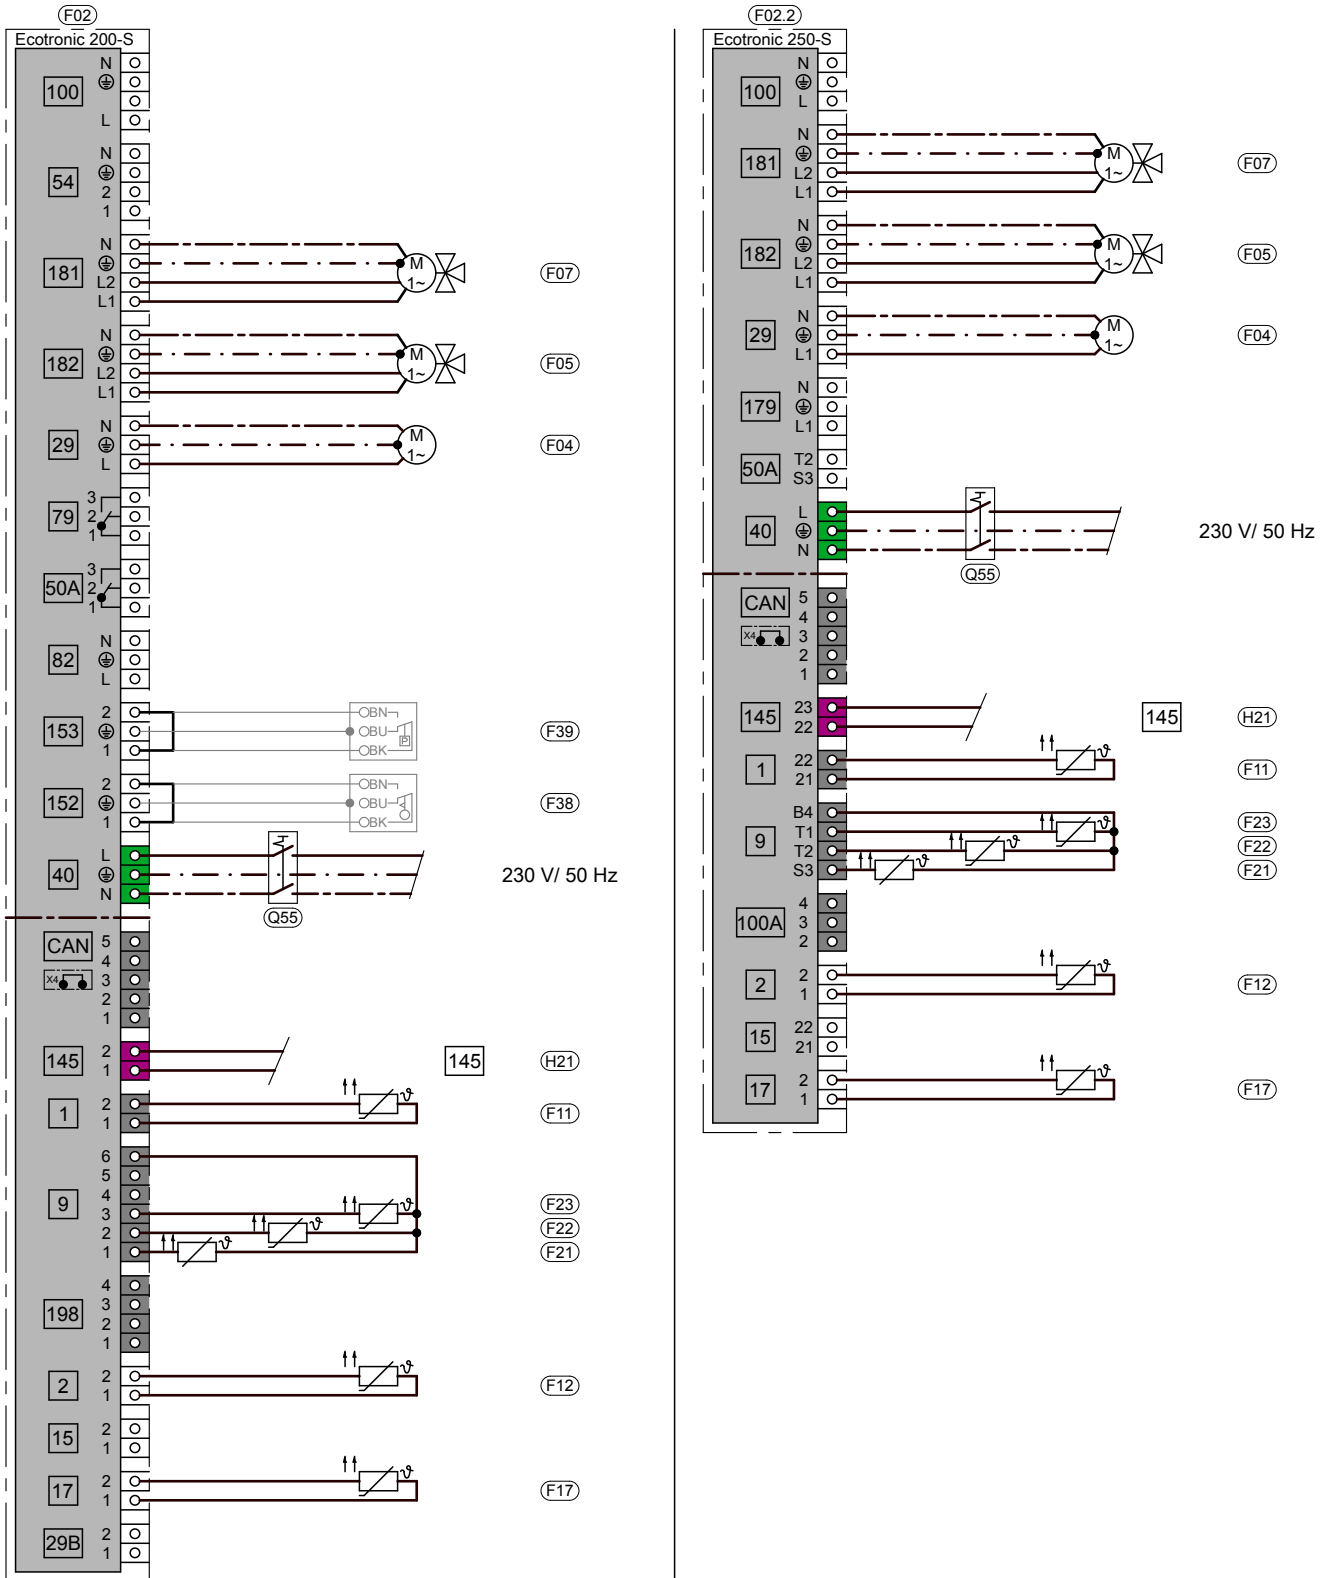 F02
Ecotronic 200-S
100 N
L
54 N
2
1
181 N
L2
L1
M
1~
F07
182 N
L2
L1
M
1~
F05
29 N
L
M
1~
F04
79 3
2
1
50A 3
2
1
82 N
L
153 2
1
BN
BU
BK
P
F39
152 2
1
BN
BU
BK
F38
40 L
N
Q55
230 V/ 50 Hz
CAN 5
X4
4
3
2
1
145 2
1
145
H21
1 2
1
ϑ
F11
9 6
5
4
3
2
1
ϑ
ϑ
ϑ
F23
F22
F21
198 4
3
2
1
2 2
1
ϑ
F12
15 2
1
17 2
1
ϑ
F17
29B 2
1
F02.2
Ecotronic 250-S
100 N
L
181 N
L2
L1
M
1~
F07
182 N
L2
L1
M
1~
F05
29 N
L1
M
1~
F04
179 N
L1
50A T2
S3
40 L
N
Q55
230 V/ 50 Hz
CAN 5
X4
4
3
2
1
145 23
22
145
H21
1 22
21
ϑ
F11
9 B4
T1
T2
S3
ϑ
ϑ
ϑ
F23
F22
F21
100A 4
3
2
2 2
1
ϑ
F12
15 22
21
17 2
1
ϑ
F17